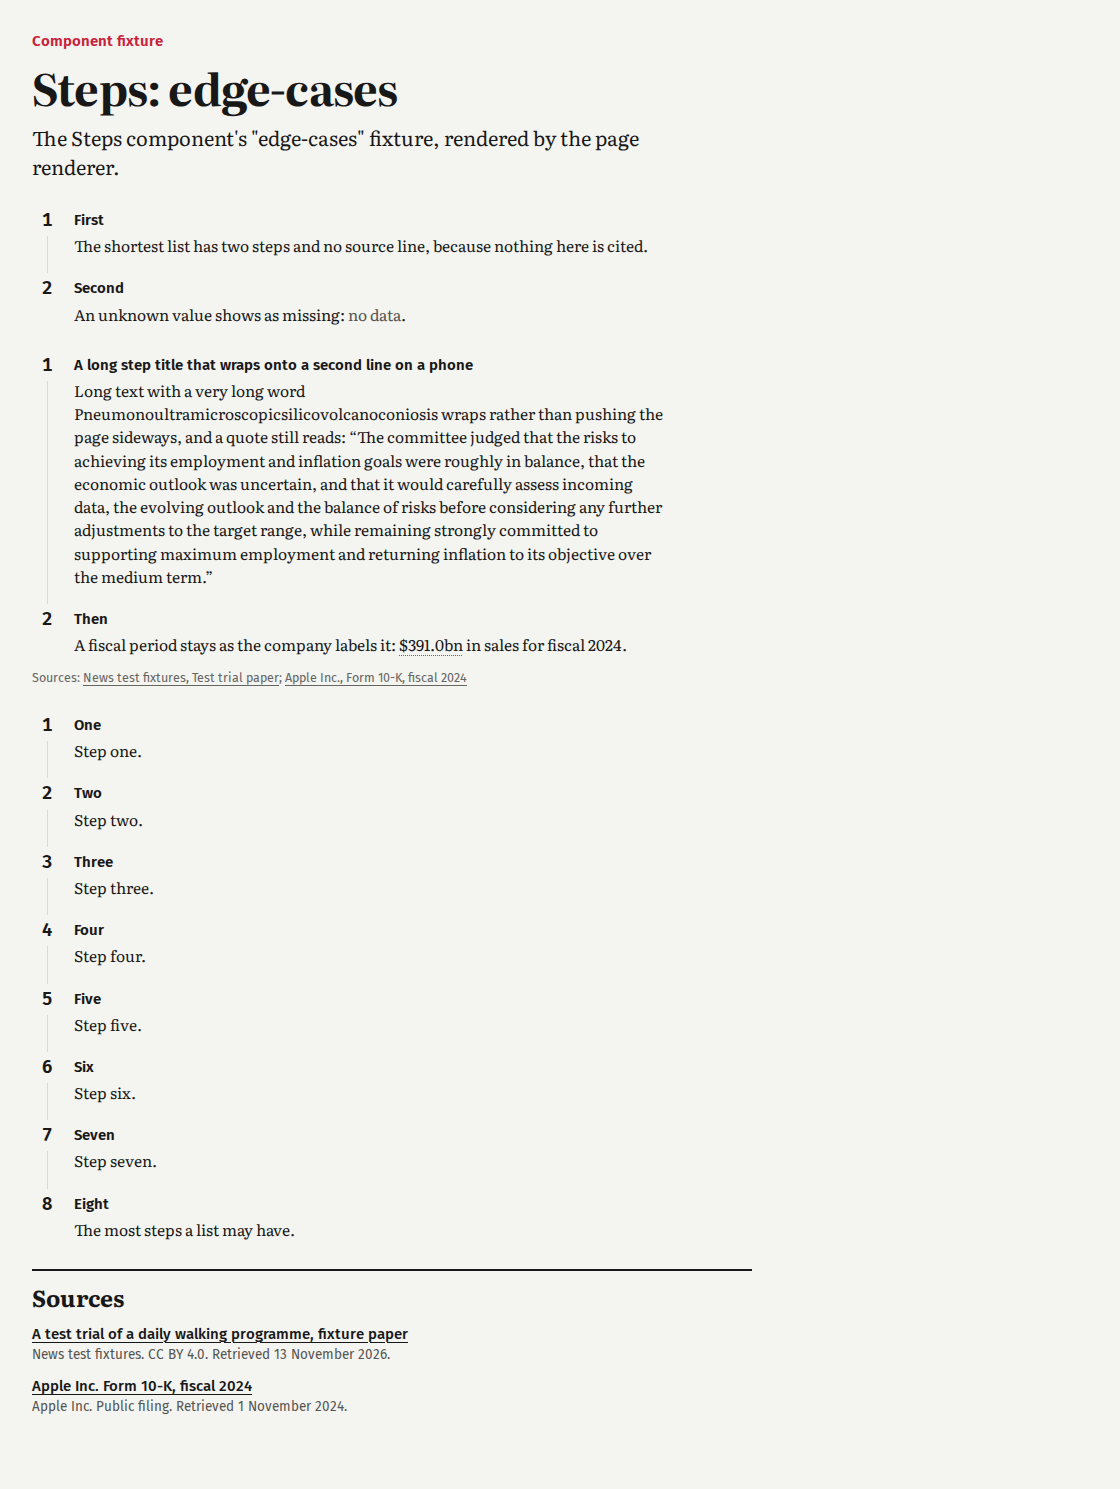 Component fixture
Steps: edge-cases
The Steps component's "edge-cases" fixture, rendered by the page
renderer.
1 First
The shortest list has two steps and no source line, because nothing here is cited.
2 Second
An unknown value shows as missing: no data.
1 A long step title that wraps onto a second line on a phone
Long text with a very long word
Pneumonoultramicroscopicsilicovolcanoconiosis wraps rather than pushing the
page sideways, and a quote still reads: “The committee judged that the risks to
achieving its employment and inflation goals were roughly in balance, that the
economic outlook was uncertain, and that it would carefully assess incoming
data, the evolving outlook and the balance of risks before considering any further
adjustments to the target range, while remaining strongly committed to
supporting maximum employment and returning inflation to its objective over
the medium term.”
2 Then
A fiscal period stays as the company labels it: $391.0bn in sales for fiscal 2024.
Sources: News test fixtures, Test trial paper; Apple Inc., Form 10-K, fiscal 2024
1 One
Step one.
2 Two
Step two.
3 Three
Step three.
4 Four
Step four.
5 Five
Step five.
6 Six
Step six.
7 Seven
Step seven.
8 Eight
The most steps a list may have.
Sources
A test trial of a daily walking programme, fixture paper
News test fixtures. CC BY 4.0. Retrieved 13 November 2026.
Apple Inc. Form 10-K, fiscal 2024
Apple Inc. Public filing. Retrieved 1 November 2024.